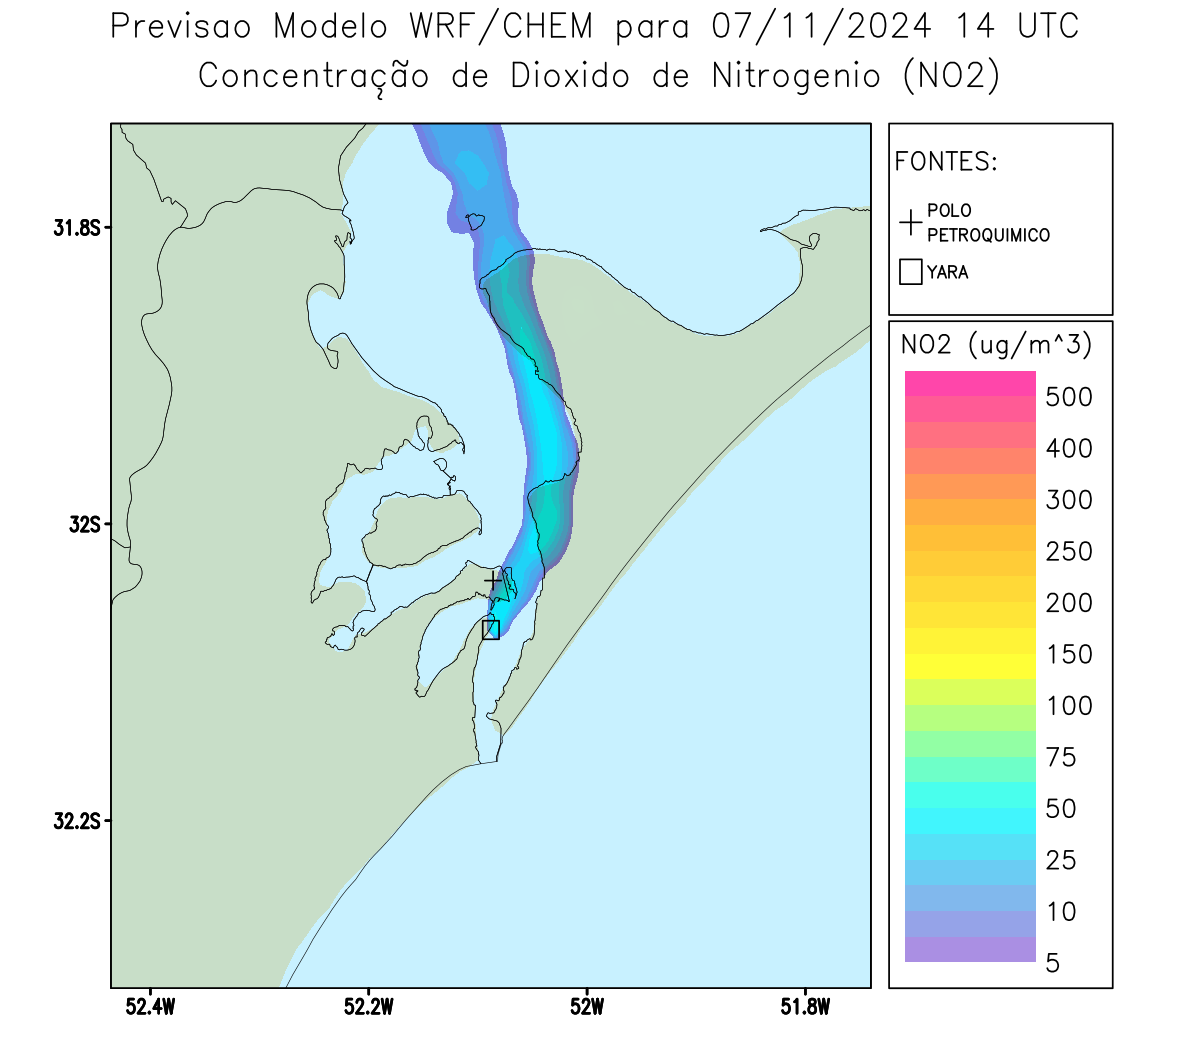 Previsao Modelo WRF/CHEM para 07/11/2024 14 UTC
Concentração de Dioxido de Nitrogenio (NO2)
FONTES:
POLO
PETROQUIMICO
YARA
31.8S
32S
32.2S
52.4W
52.2W
52W
51.8W
NO2 (ug/m^3)
500
400
300
250
200
150
100
75
50
25
10
5